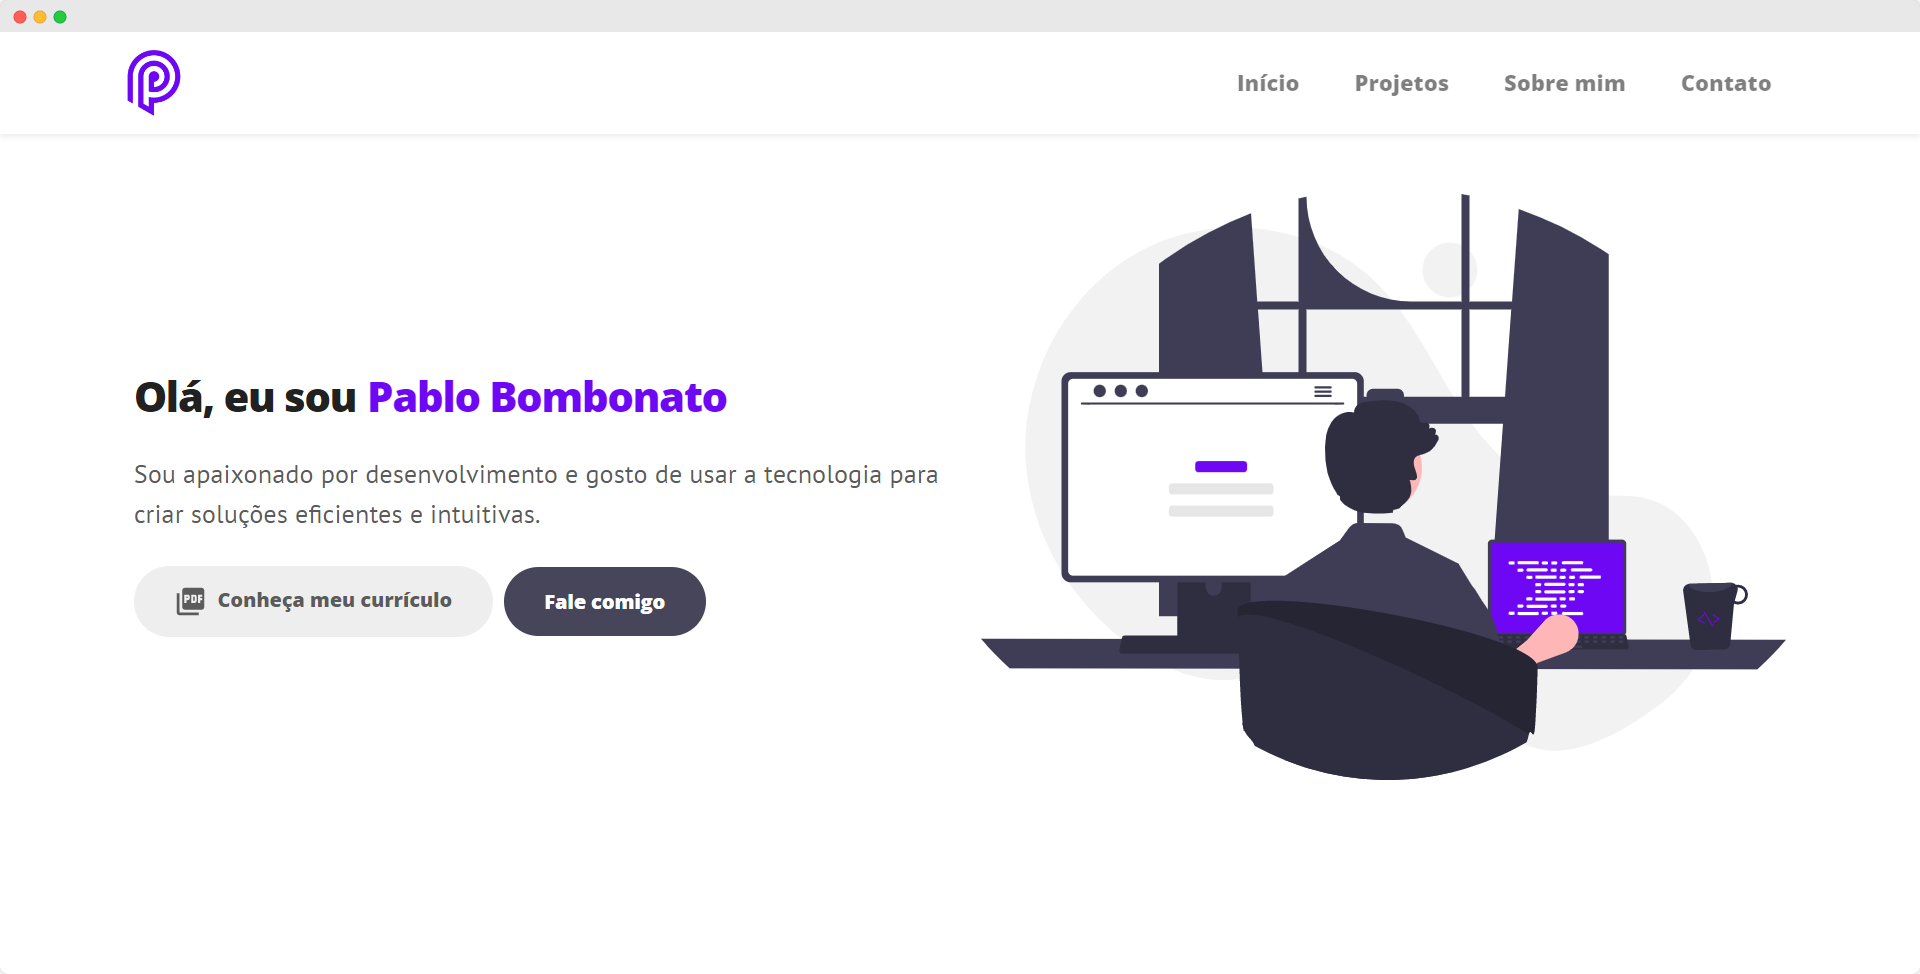 Início Projetos Sobre mim Contato
Olá, eu sou Pablo Bombonato
Sou apaixonado por desenvolvimento e gosto de usar a tecnologia para
criar soluções eficientes e intuitivas.
PDF Conheça meu currículo Fale comigo
</>